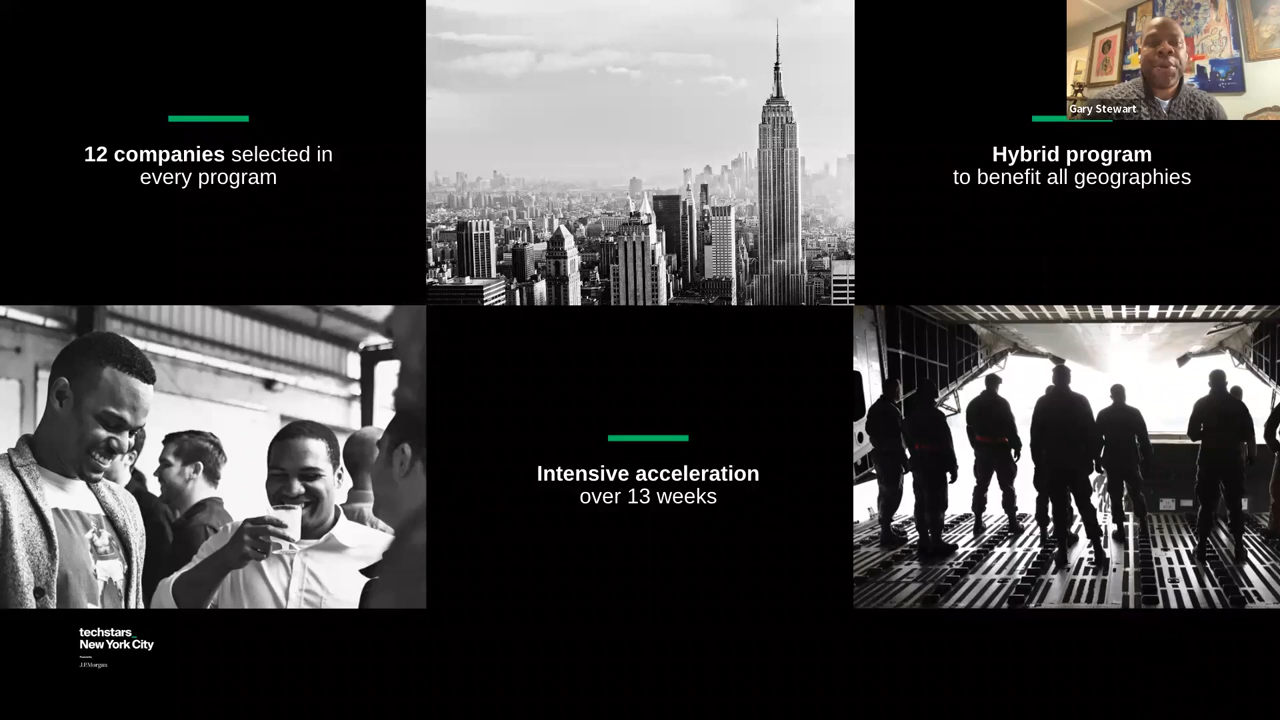 Gary Stewart
12 companies selected in
every program
Hybrid program
to benefit all geographies
Intensive acceleration
over 13 weeks
techstars_
New York City
J.P.Morgan